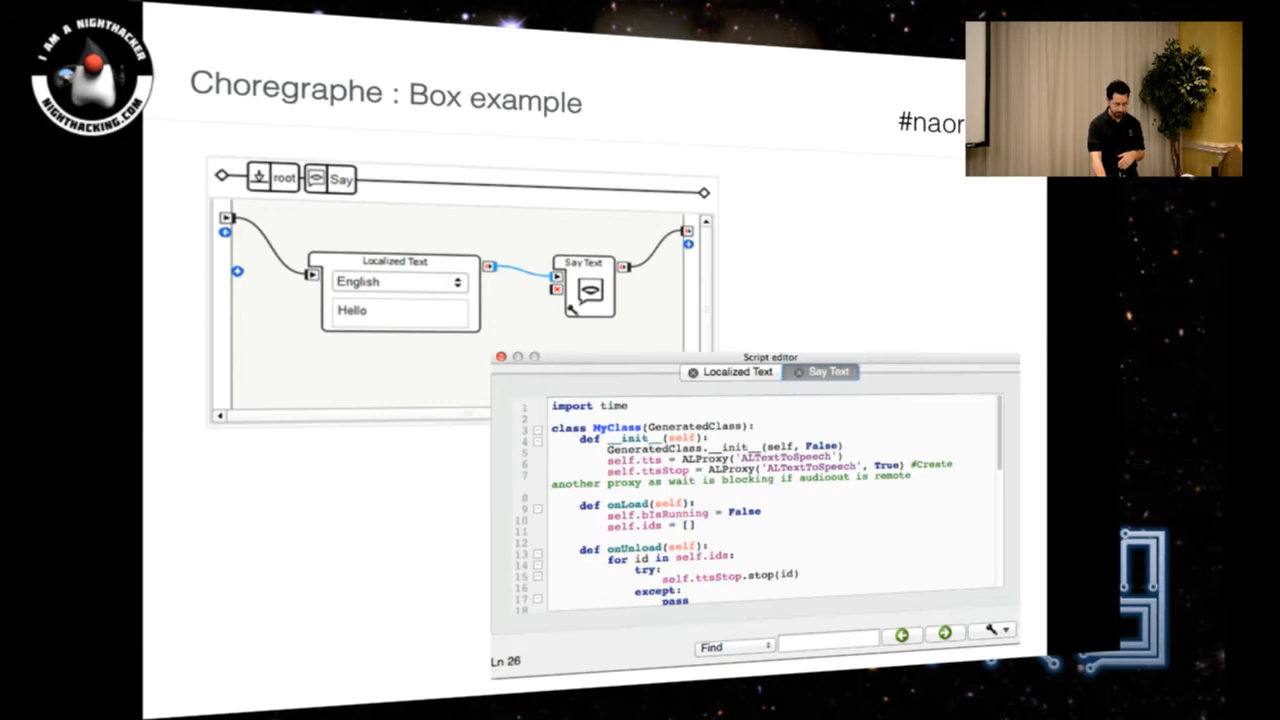 I AM A NIGHTHACKER
NIGHTHACKING.COM
Choregraphe : Box example
#naor
root
Say
Localized Text
English
Hello
Say Text
Script editor
Localized Text
Say Text
1 import time
2
3 class MyClass(GeneratedClass):
4 def __init__(self):
5 GeneratedClass.__init__(self, False)
6 self.tts = ALProxy('ALTextToSpeech')
7 self.ttsStop = ALProxy('ALTextToSpeech', True) #Create
another proxy as wait is blocking if audioout is remote
8
9 def onLoad(self):
10 self.bIsRunning = False
11 self.ids = []
12
13 def onUnload(self):
14 for id in self.ids:
15 try:
16 self.ttsStop.stop(id)
17 except:
18 pass
Find
Ln 26